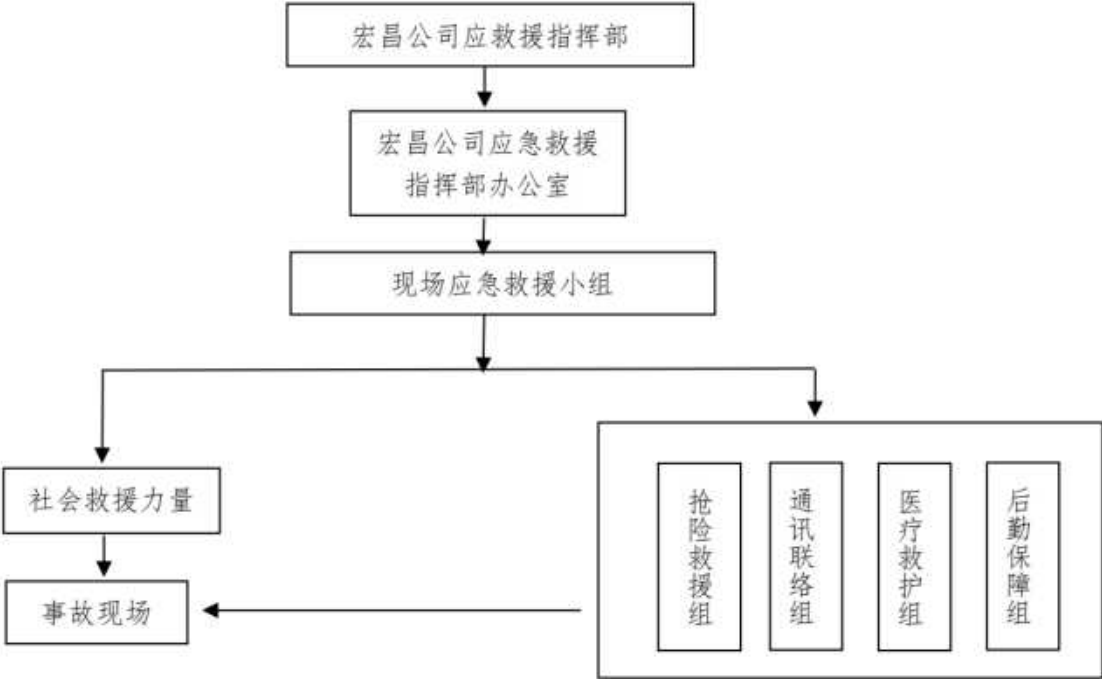 宏昌公司应救援指挥部
宏昌公司应急救援
指挥部办公室
现场应急救援小组
社会救援力量
事故现场
抢险救援组
通讯联络组
医疗救护组
后勤保障组